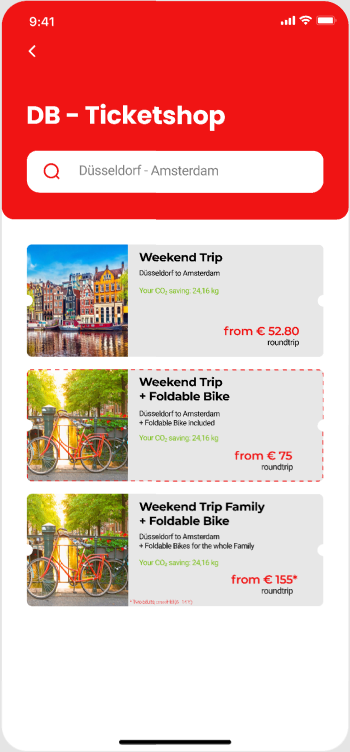 9:41
DB - Ticketshop
Düsseldorf - Amsterdam
Weekend Trip
Düsseldorf to Amsterdam
Your CO₂ saving: 24,16 kg
from € 52.80
roundtrip
Weekend Trip
+ Foldable Bike
Düsseldorf to Amsterdam
+ Foldable Bike included
Your CO₂ saving: 24,16 kg
from € 75
roundtrip
Weekend Trip Family
+ Foldable Bike
Düsseldorf to Amsterdam
+ Foldable Bikes for the whole Family
Your CO₂ saving: 24,16 kg
from € 155*
roundtrip